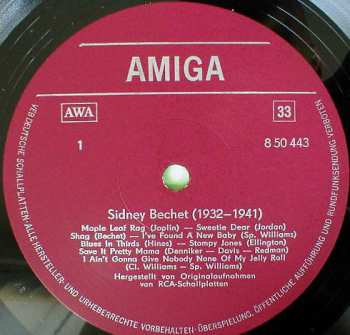 AMIGA
AWA
33
1
8 50 443
Sidney Bechet (1932–1941)
Maple Leaf Rag (Joplin) — Sweetie Dear (Jordan)
Shag (Bechet) — I've Found A New Baby (Sp. Williams)
Blues In Thirds (Hines) — Stompy Jones (Ellington)
Save It Pretty Mama (Denniker — Davis — Redman)
I Ain't Gonna Give Nobody None Of My Jelly Roll
(Cl. Williams — Sp. Williams)
Hergestellt von Originalaufnahmen
von RCA-Schallplatten
VEB DEUTSCHE SCHALLPLATTEN · ALLE HERSTELLER- UND URHEBERRECHTE VORBEHALTEN · ÜBERSPIELUNG, ÖFFENTLICHE AUFFÜHRUNG UND RUNDFUNKSENDUNG VERBOTEN